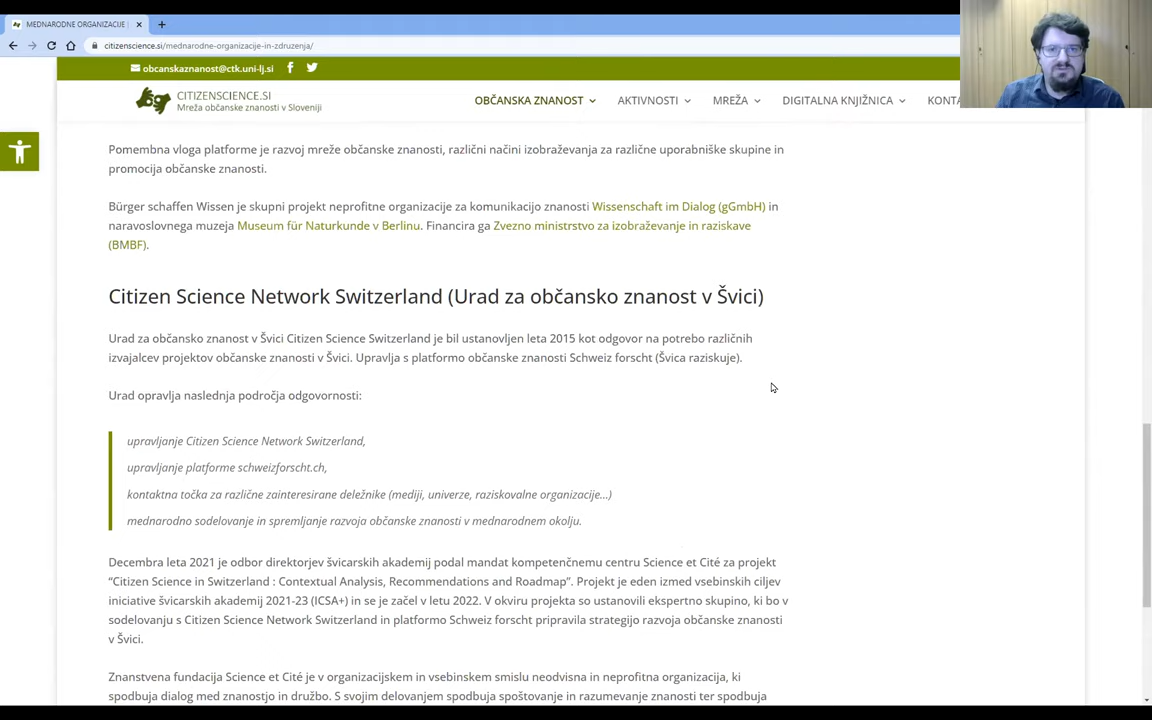 MEDNARODNE ORGANIZACIJE |
citizenscience.si/mednarodne-organizacije-in-zdruzenja/
obcanskaznanost@ctk.uni-lj.si
CITIZENSCIENCE.SI
Mreža občanske znanosti v Sloveniji
OBČANSKA ZNANOST
AKTIVNOSTI
MREŽA
DIGITALNA KNJIŽNICA
KONTA
Pomembna vloga platforme je razvoj mreže občanske znanosti, različni načini izobraževanja za različne uporabniške skupine in
promocija občanske znanosti.
Bürger schaffen Wissen je skupni projekt neprofitne organizacije za komunikacijo znanosti Wissenschaft im Dialog (gGmbH) in
naravoslovnega muzeja Museum für Naturkunde v Berlinu. Financira ga Zvezno ministrstvo za izobraževanje in raziskave
(BMBF).
Citizen Science Network Switzerland (Urad za občansko znanost v Švici)
Urad za občansko znanost v Švici Citizen Science Switzerland je bil ustanovljen leta 2015 kot odgovor na potrebo različnih
izvajalcev projektov občanske znanosti v Švici. Upravlja s platformo občanske znanosti Schweiz forscht (Švica raziskuje).
Urad opravlja naslednja področja odgovornosti:
upravljanje Citizen Science Network Switzerland,
upravljanje platforme schweizforscht.ch,
kontaktna točka za različne zainteresirane deležnike (mediji, univerze, raziskovalne organizacije...)
mednarodno sodelovanje in spremljanje razvoja občanske znanosti v mednarodnem okolju.
Decembra leta 2021 je odbor direktorjev švicarskih akademij podal mandat kompetenčnemu centru Science et Cité za projekt
“Citizen Science in Switzerland : Contextual Analysis, Recommendations and Roadmap”. Projekt je eden izmed vsebinskih ciljev
iniciative švicarskih akademij 2021-23 (ICSA+) in se je začel v letu 2022. V okviru projekta so ustanovili ekspertno skupino, ki bo v
sodelovanju s Citizen Science Network Switzerland in platformo Schweiz forscht pripravila strategijo razvoja občanske znanosti
v Švici.
Znanstvena fundacija Science et Cité je v organizacijskem in vsebinskem smislu neodvisna in neprofitna organizacija, ki
spodbuja dialog med znanostjo in družbo. S svojim delovanjem spodbuja spoštovanje in razumevanje znanosti ter spodbuja